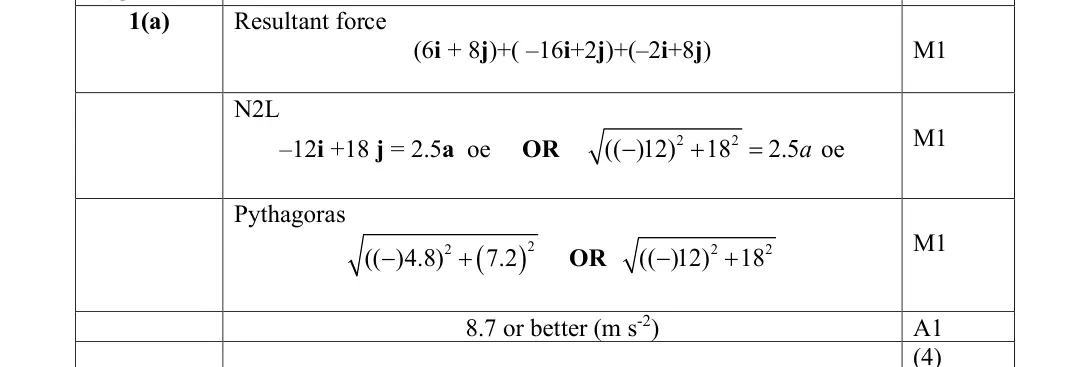 1(a) Resultant force
(6i + 8j)+( –16i+2j)+(–2i+8j) M1
N2L
–12i +18 j = 2.5a oe OR √((–)12)² +18² = 2.5a oe M1
Pythagoras
√((–)4.8)² +(7.2)² OR √((–)12)² +18² M1
8.7 or better (m s⁻²) A1
(4)